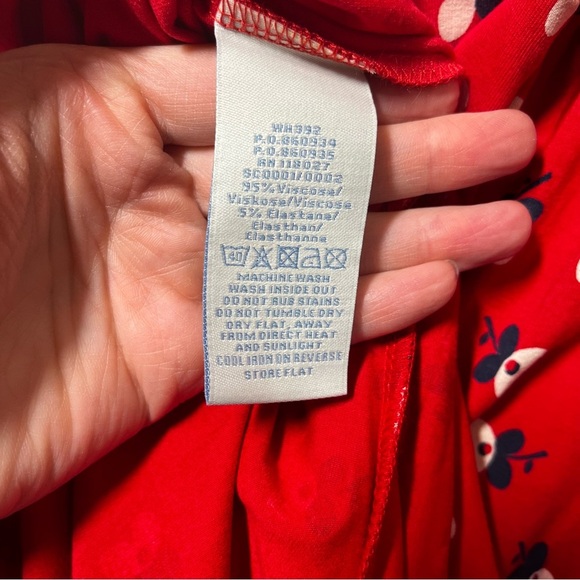 WH392
P.O.860934
P.O.860935
RN 118027
SC0001/0002
95% Viscose/
Viskose/Viscosa
5% Elastane/
Elasthan/
Elasthanne
40
MACHINE WASH
WASH INSIDE OUT
DO NOT RUB STAINS
DO NOT TUMBLE DRY
DRY FLAT, AWAY
FROM DIRECT HEAT
AND SUNLIGHT
COOL IRON ON REVERSE
STORE FLAT